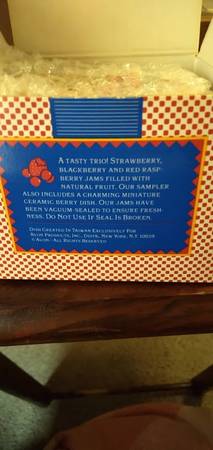 A TASTY TRIO! STRAWBERRY,
BLACKBERRY AND RED RASP-
BERRY JAMS FILLED WITH
NATURAL FRUIT. OUR SAMPLER
ALSO INCLUDES A CHARMING MINIATURE
CERAMIC BERRY DISH. OUR JAMS HAVE
BEEN VACUUM-SEALED TO ENSURE FRESH-
NESS. DO NOT USE IF SEAL IS BROKEN.
DISH CREATED IN TAIWAN EXCLUSIVELY FOR
AVON PRODUCTS, INC., DISTR., NEW YORK, N.Y. 10019
©AVON • ALL RIGHTS RESERVED